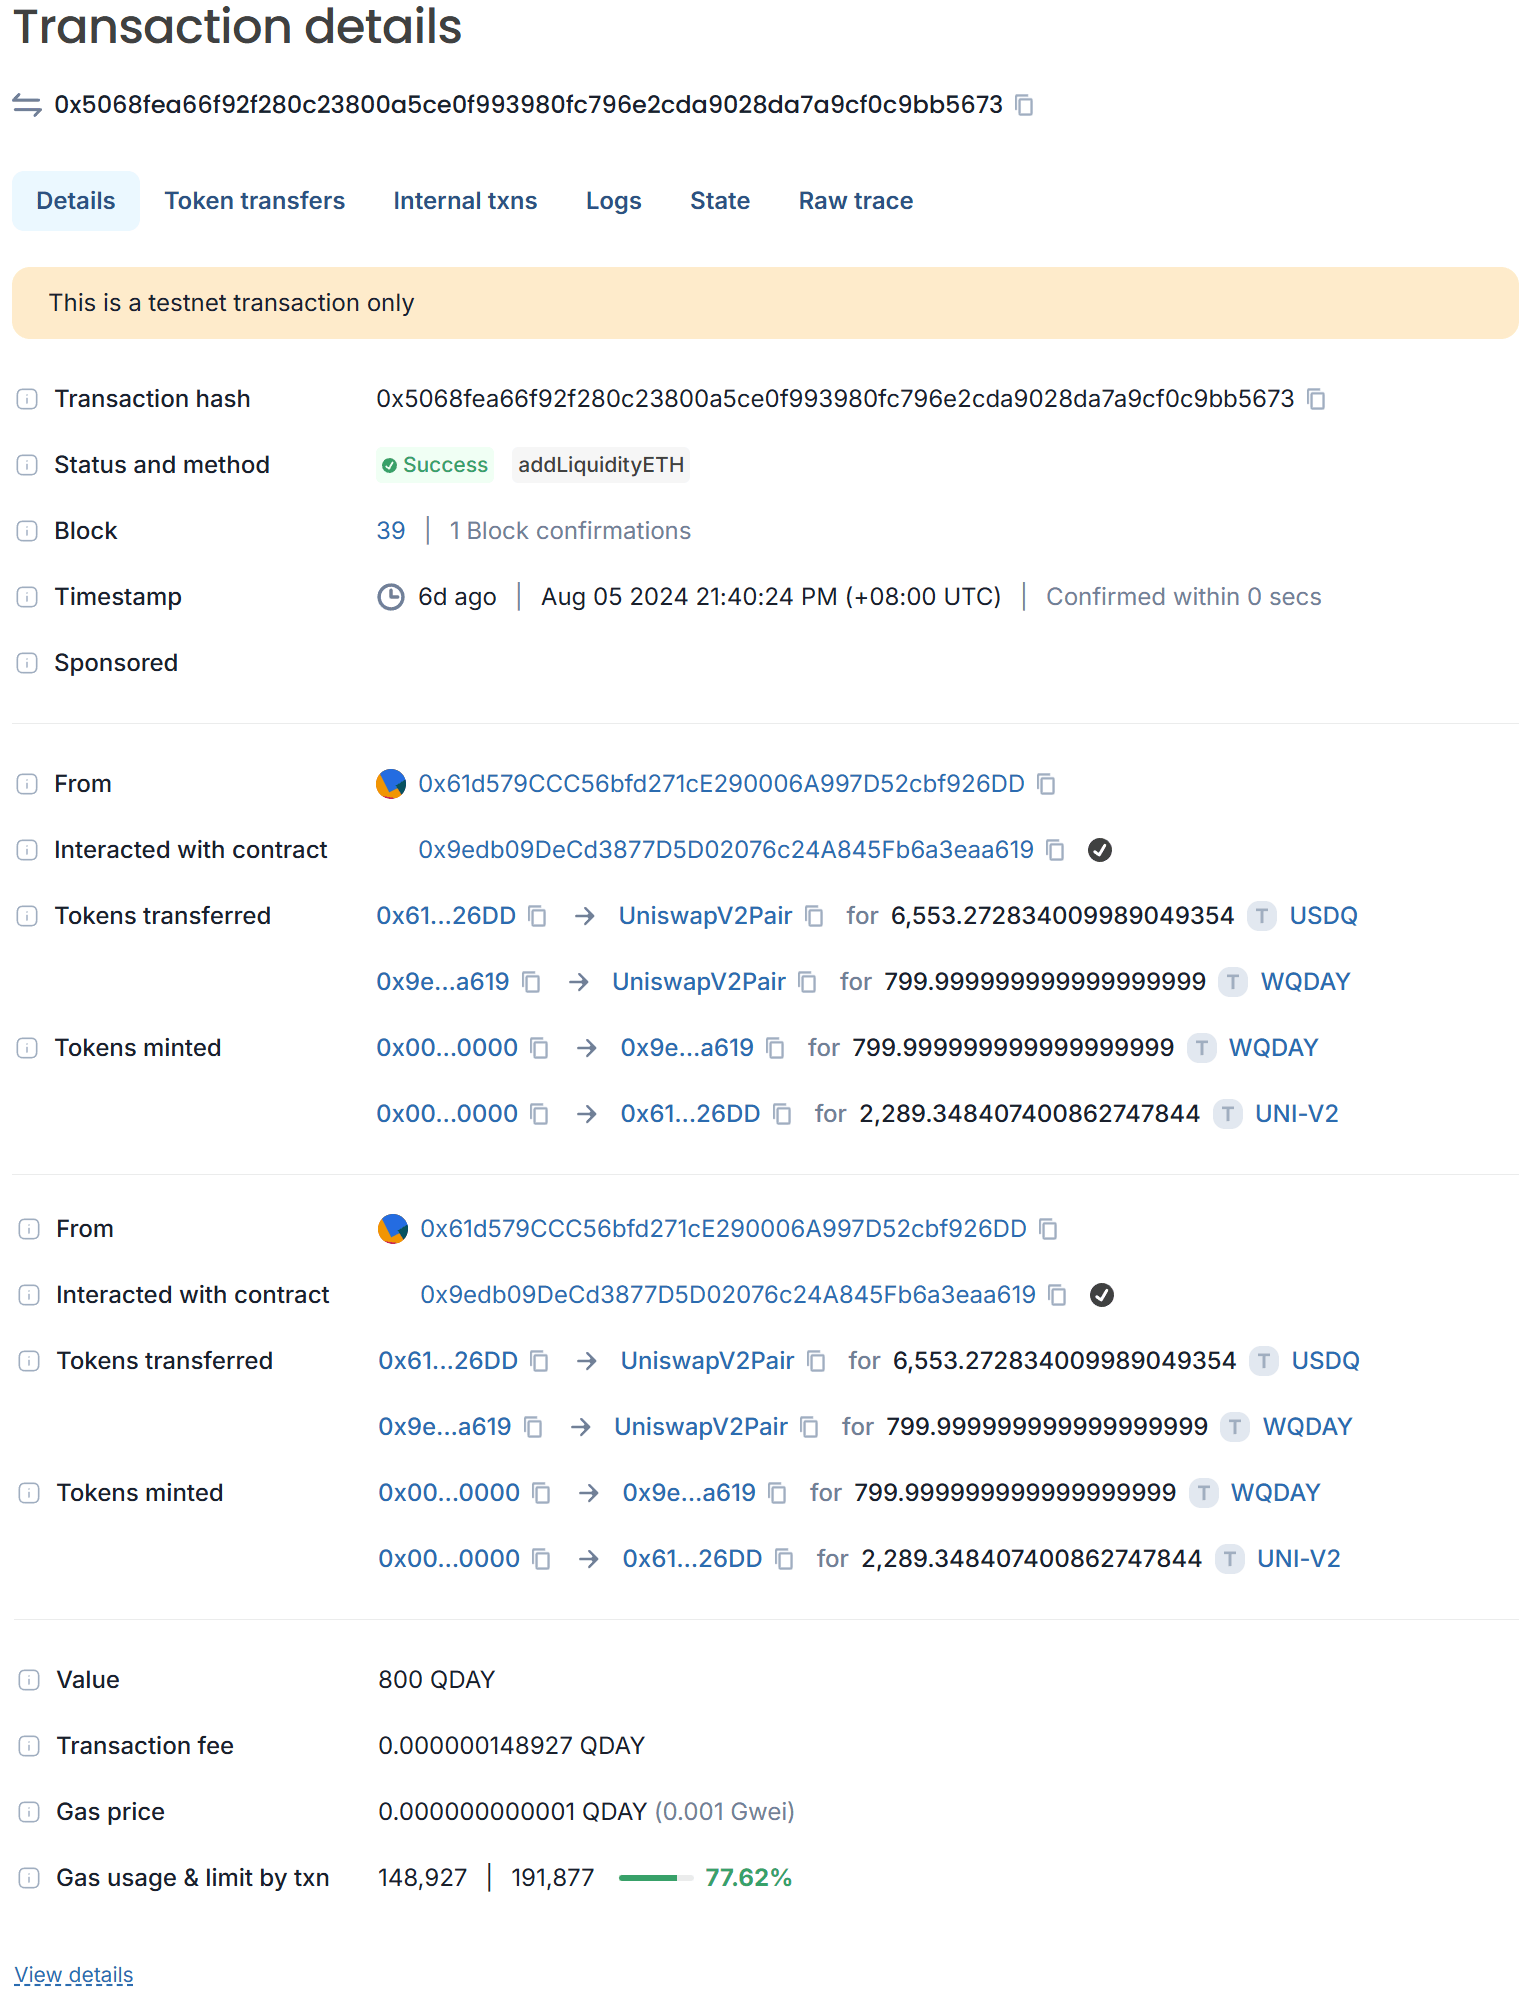 Transaction details
0x5068fea66f92f280c23800a5ce0f993980fc796e2cda9028da7a9cf0c9bb5673
Details Token transfers Internal txns Logs State Raw trace
This is a testnet transaction only
Transaction hash 0x5068fea66f92f280c23800a5ce0f993980fc796e2cda9028da7a9cf0c9bb5673
Status and method Success addLiquidityETH
Block 39 | 1 Block confirmations
Timestamp 6d ago | Aug 05 2024 21:40:24 PM (+08:00 UTC) | Confirmed within 0 secs
Sponsored
From 0x61d579CCC56bfd271cE290006A997D52cbf926DD
Interacted with contract 0x9edb09DeCd3877D5D02076c24A845Fb6a3eaa619
Tokens transferred 0x61...26DD → UniswapV2Pair for 6,553.272834009989049354 T USDQ
0x9e...a619 → UniswapV2Pair for 799.999999999999999999 T WQDAY
Tokens minted 0x00...0000 → 0x9e...a619 for 799.999999999999999999 T WQDAY
0x00...0000 → 0x61...26DD for 2,289.348407400862747844 T UNI-V2
From 0x61d579CCC56bfd271cE290006A997D52cbf926DD
Interacted with contract 0x9edb09DeCd3877D5D02076c24A845Fb6a3eaa619
Tokens transferred 0x61...26DD → UniswapV2Pair for 6,553.272834009989049354 T USDQ
0x9e...a619 → UniswapV2Pair for 799.999999999999999999 T WQDAY
Tokens minted 0x00...0000 → 0x9e...a619 for 799.999999999999999999 T WQDAY
0x00...0000 → 0x61...26DD for 2,289.348407400862747844 T UNI-V2
Value 800 QDAY
Transaction fee 0.000000148927 QDAY
Gas price 0.000000000001 QDAY (0.001 Gwei)
Gas usage & limit by txn 148,927 | 191,877 77.62%
View details